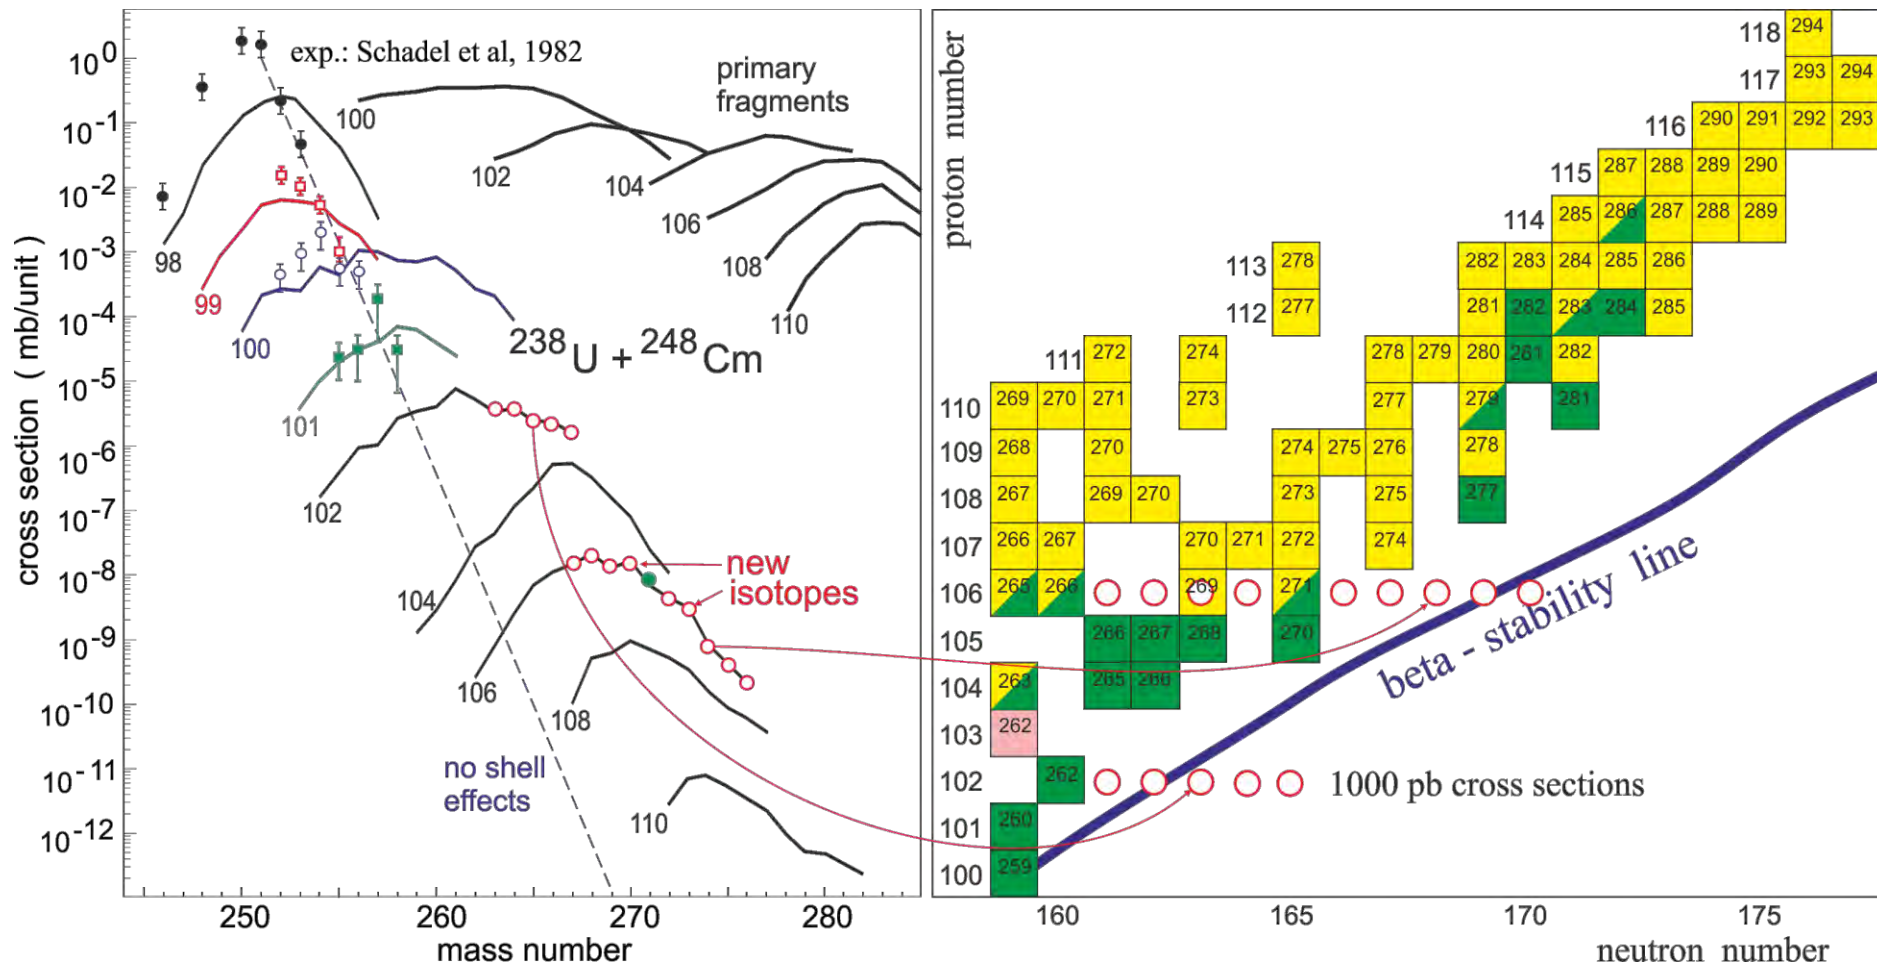 exp.: Schadel et al, 1982
primary
fragments
cross section ( mb/unit )
10^0
10^-1
10^-2
10^-3
10^-4
10^-5
10^-6
10^-7
10^-8
10^-9
10^-10
10^-11
10^-12
98
99
100
101
102
104
106
108
110
100
102
104
106
108
110
^238U + ^248Cm
new
isotopes
no shell
effects
250
260
270
280
mass number
proton number
118 294
117 293 294
116 290 291 292 293
115 287 288 289 290
114 285 286 287 288 289
113 278 282 283 284 285 286
112 277 281 282 283 284 285
111 272 274 278 279 280 261 282
110 269 270 271 273 277 279 281
109 268 270 274 275 276 278
108 267 269 270 273 275 277
107 266 267 270 271 272 274
106 265 266 269 271
105 266 267 268 270
104 263 265 266
103 262
102 262
1000 pb cross sections
101 260
100 259
beta - stability line
160
165
170
175
neutron number